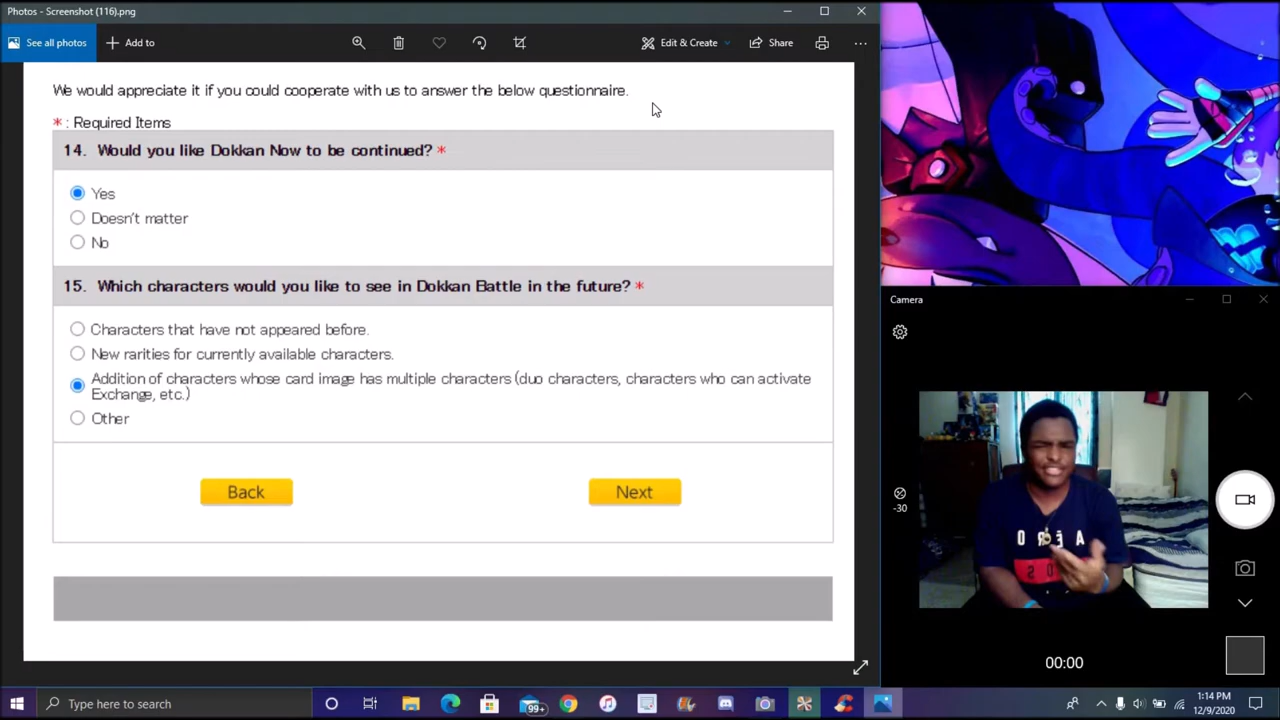 Photos - Screenshot (116).png
See all photos
Add to
Edit & Create
Share
We would appreciate it if you could cooperate with us to answer the below questionnaire.
* : Required Items
14. Would you like Dokkan Now to be continued? *
Yes
Doesn't matter
No
15. Which characters would you like to see in Dokkan Battle in the future? *
Characters that have not appeared before.
New rarities for currently available characters.
Addition of characters whose card image has multiple characters (duo characters, characters who can activate
Exchange, etc.)
Other
Back
Next
Camera
-30
00:00
Type here to search
99+
1:14 PM
12/9/2020